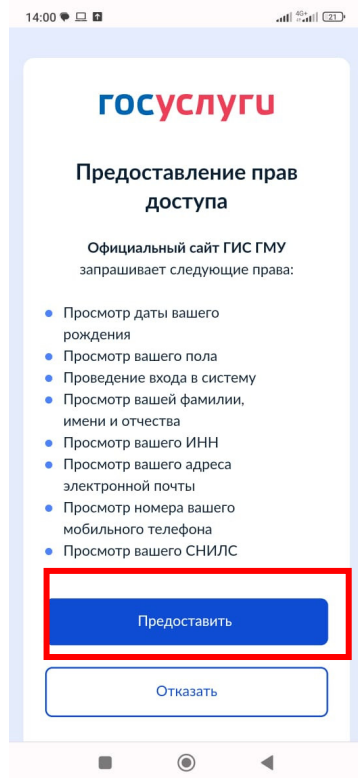 14:00 4G+ 21
госуслуги
Предоставление прав
доступа
Официальный сайт ГИС ГМУ
запрашивает следующие права:
Просмотр даты вашего
рождения
Просмотр вашего пола
Проведение входа в систему
Просмотр вашей фамилии,
имени и отчества
Просмотр вашего ИНН
Просмотр вашего адреса
электронной почты
Просмотр номера вашего
мобильного телефона
Просмотр вашего СНИЛС
Предоставить
Отказать